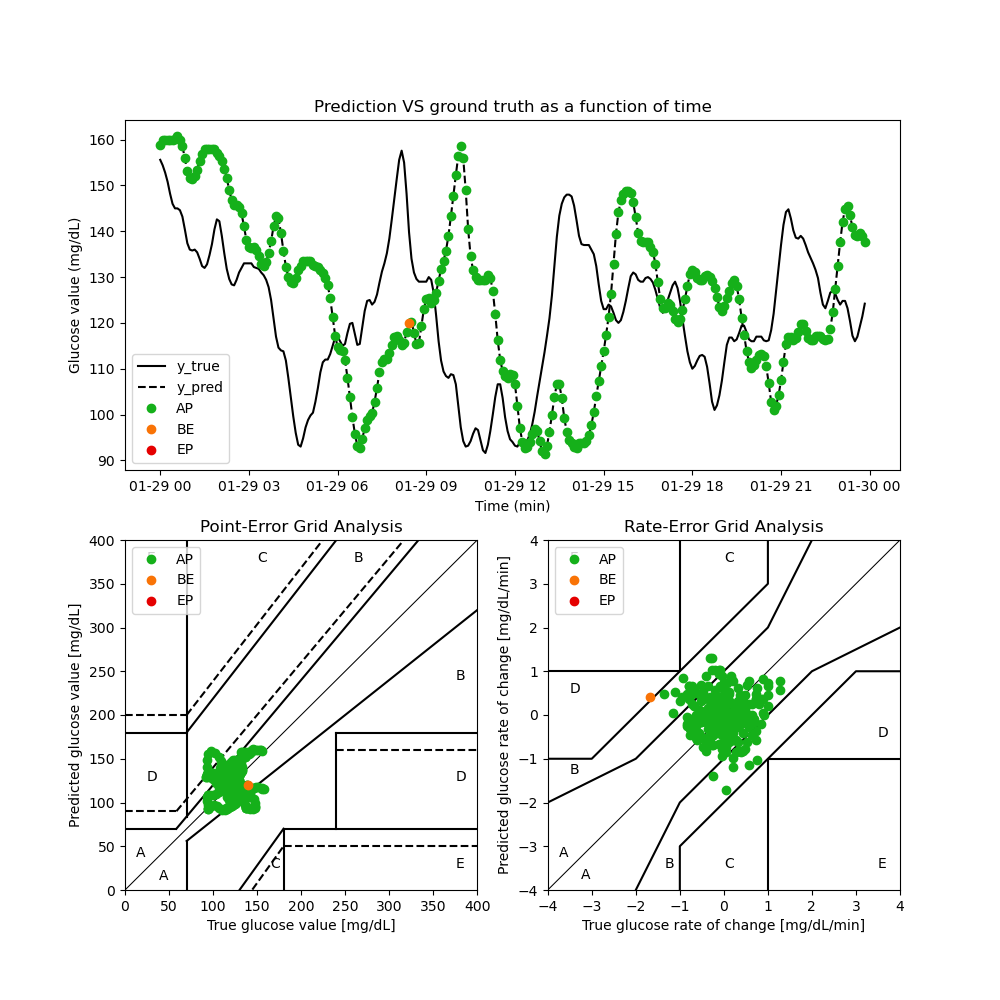 Prediction VS ground truth as a function of time
Glucose value (mg/dL)
160
150
140
130
120
110
100
90
y_true
y_pred
AP
BE
EP
01-29 00 01-29 03 01-29 06 01-29 09 01-29 12 01-29 15 01-29 18 01-29 21 01-30 00
Time (min)
Point-Error Grid Analysis
Predicted glucose value [mg/dL]
400
350
300
250
200
150
100
50
0
AP
BE
EP
C B
B
D D
A
A
C E
0 50 100 150 200 250 300 350 400
True glucose value [mg/dL]
Rate-Error Grid Analysis
Predicted glucose rate of change [mg/dL/min]
4
3
2
1
0
−1
−2
−3
−4
AP
BE
EP
C
D
D
B
A
A
B C E
−4 −3 −2 −1 0 1 2 3 4
True glucose rate of change [mg/dL/min]